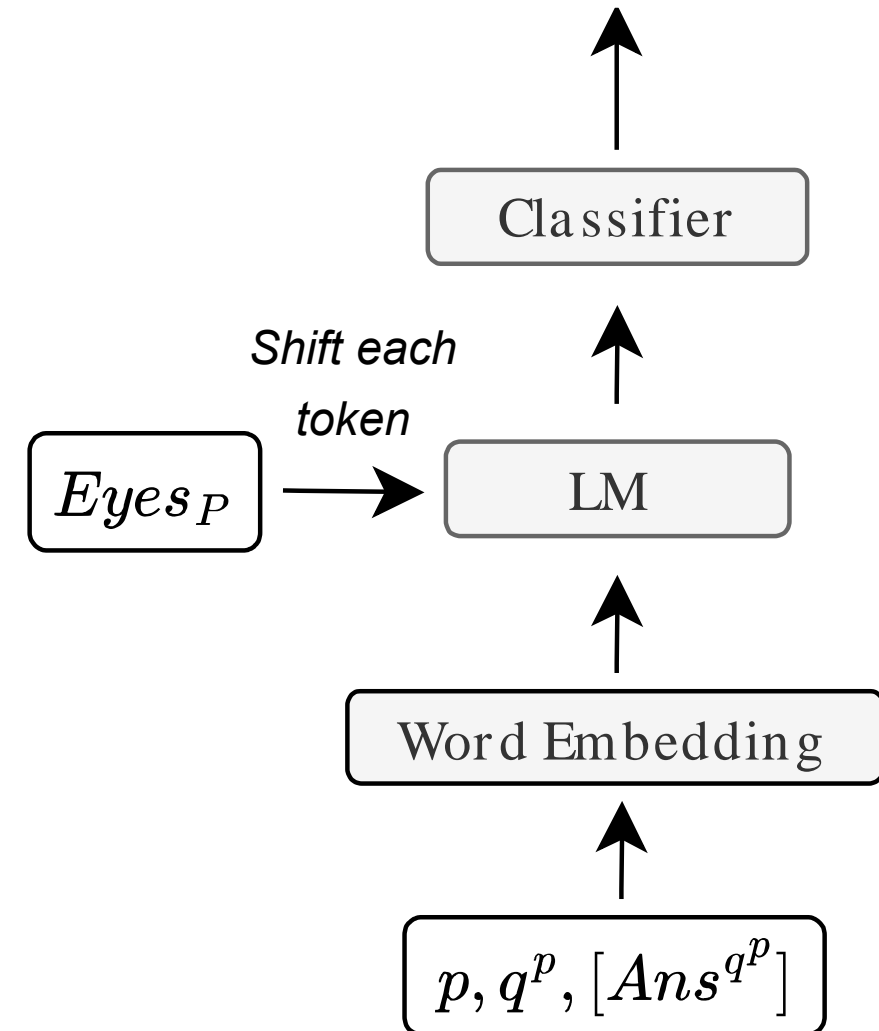 Classifier
Shift each
token
$Eyes_P$
LM
Word Embedding
$p, q^p, [Ans^{q^p}]$